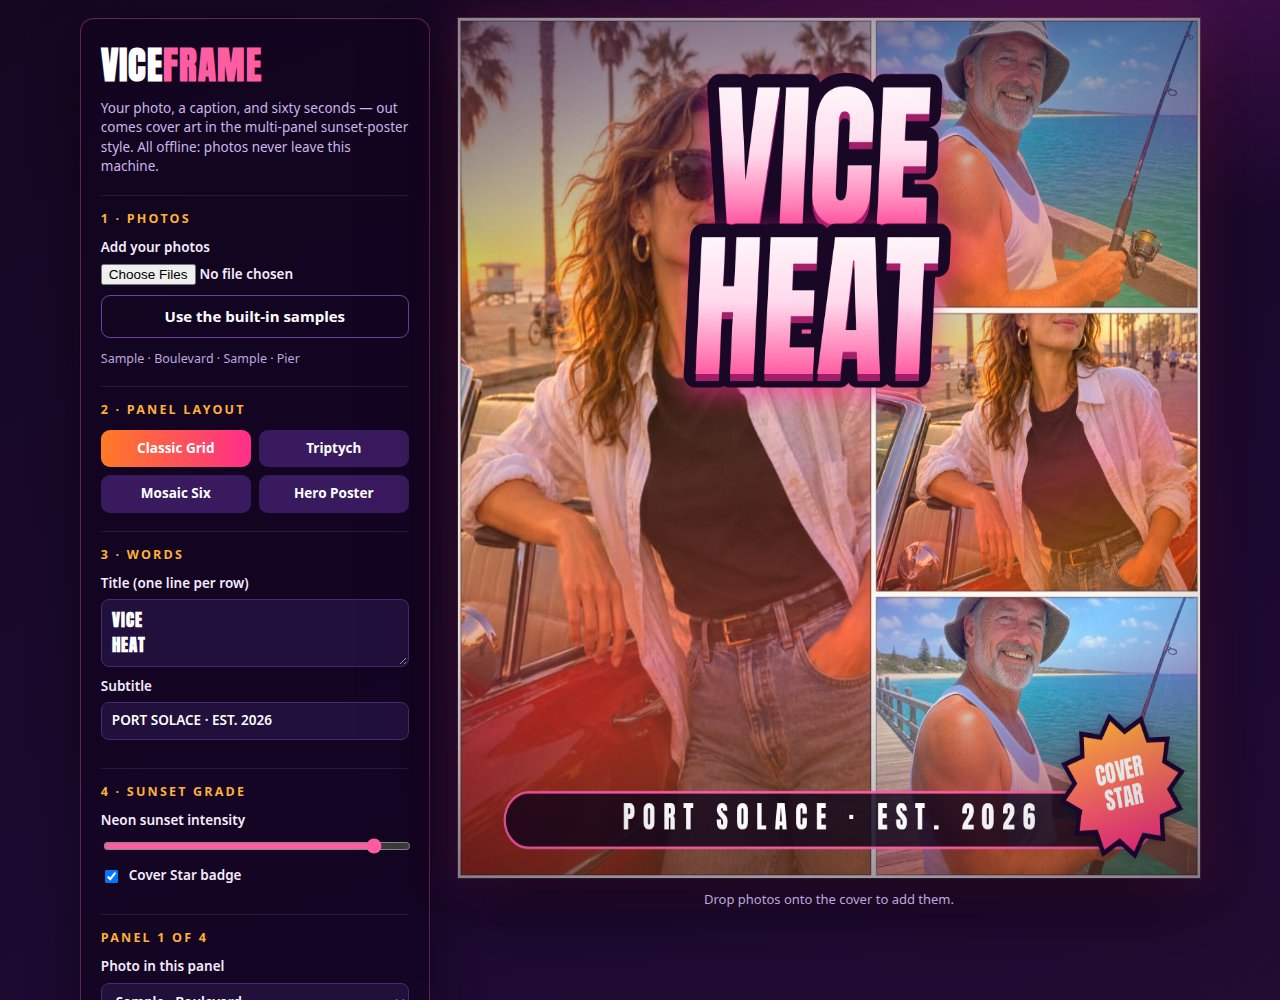 VICEFRAME
Your photo, a caption, and sixty seconds — out
comes cover art in the multi-panel sunset-poster
style. All offline: photos never leave this
machine.
1 · PHOTOS
Add your photos
Choose Files No file chosen
Use the built-in samples
Sample · Boulevard · Sample · Pier
2 · PANEL LAYOUT
Classic Grid
Triptych
Mosaic Six
Hero Poster
3 · WORDS
Title (one line per row)
VICE
HEAT
Subtitle
PORT SOLACE · EST. 2026
4 · SUNSET GRADE
Neon sunset intensity
Cover Star badge
PANEL 1 OF 4
Photo in this panel
Sample · Boulevard
VICE
HEAT
COVER
STAR
PORT SOLACE · EST. 2026
Drop photos onto the cover to add them.